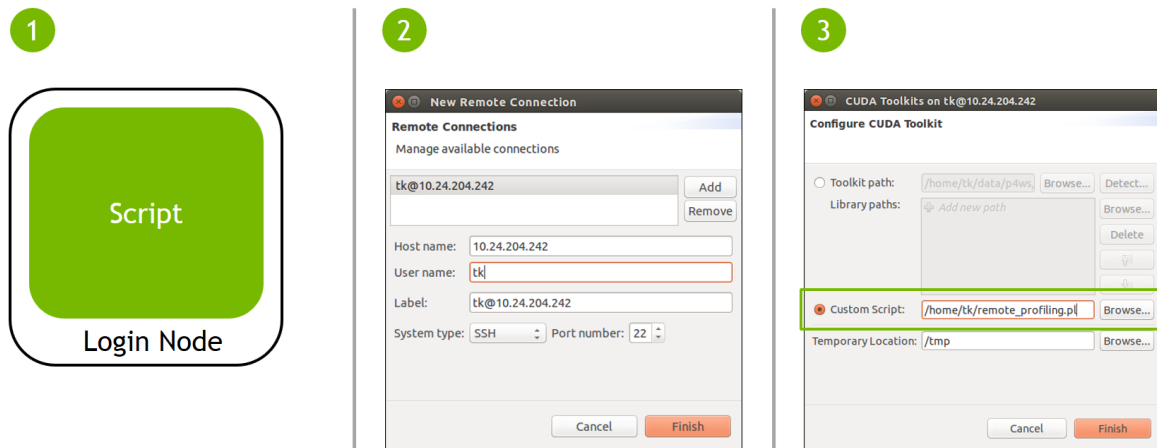 1
Script
Login Node
2
New Remote Connection
Remote Connections
Manage available connections
tk@10.24.204.242
Add
Remove
Host name: 10.24.204.242
User name: tk
Label: tk@10.24.204.242
System type: SSH Port number: 22
Cancel Finish
3
CUDA Toolkits on tk@10.24.204.242
Configure CUDA Toolkit
Toolkit path: /home/tk/data/p4ws, Browse... Detect...
Library paths: Add new path Browse...
Delete
Custom Script: /home/tk/remote_profiling.pl Browse...
Temporary Location: /tmp Browse...
Cancel Finish